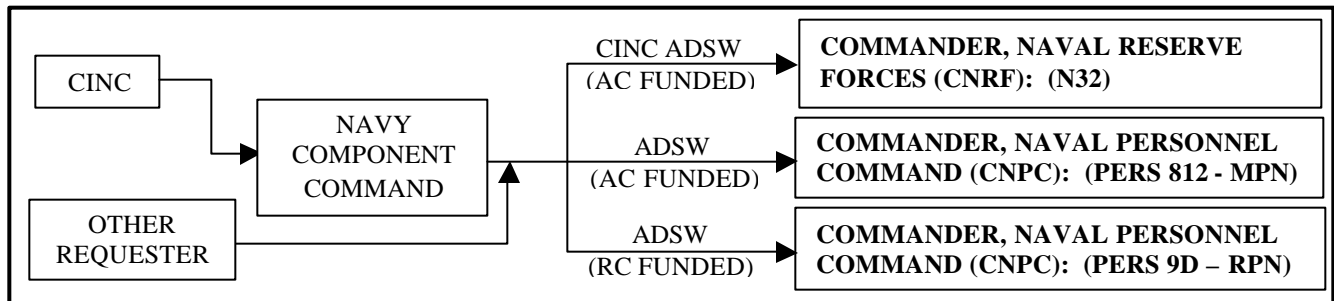 CINC
NAVY
COMPONENT
COMMAND
OTHER
REQUESTER
CINC ADSW
(AC FUNDED)
COMMANDER, NAVAL RESERVE
FORCES (CNRF): (N32)
ADSW
(AC FUNDED)
COMMANDER, NAVAL PERSONNEL
COMMAND (CNPC): (PERS 812 - MPN)
ADSW
(RC FUNDED)
COMMANDER, NAVAL PERSONNEL
COMMAND (CNPC): (PERS 9D – RPN)